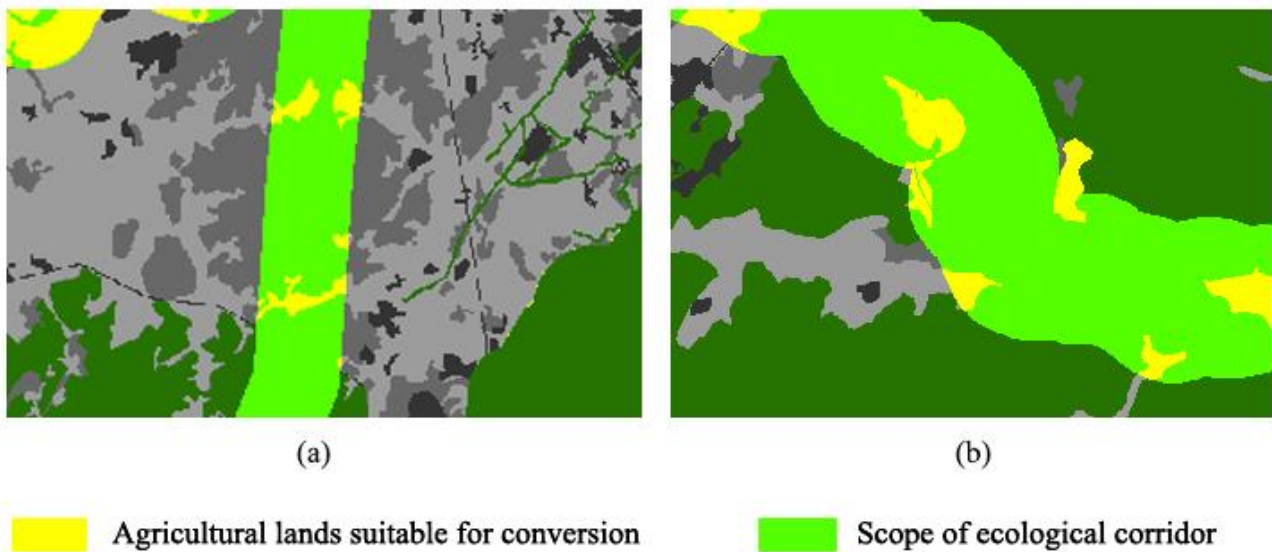 (a)
(b)
Agricultural lands suitable for conversion
Scope of ecological corridor